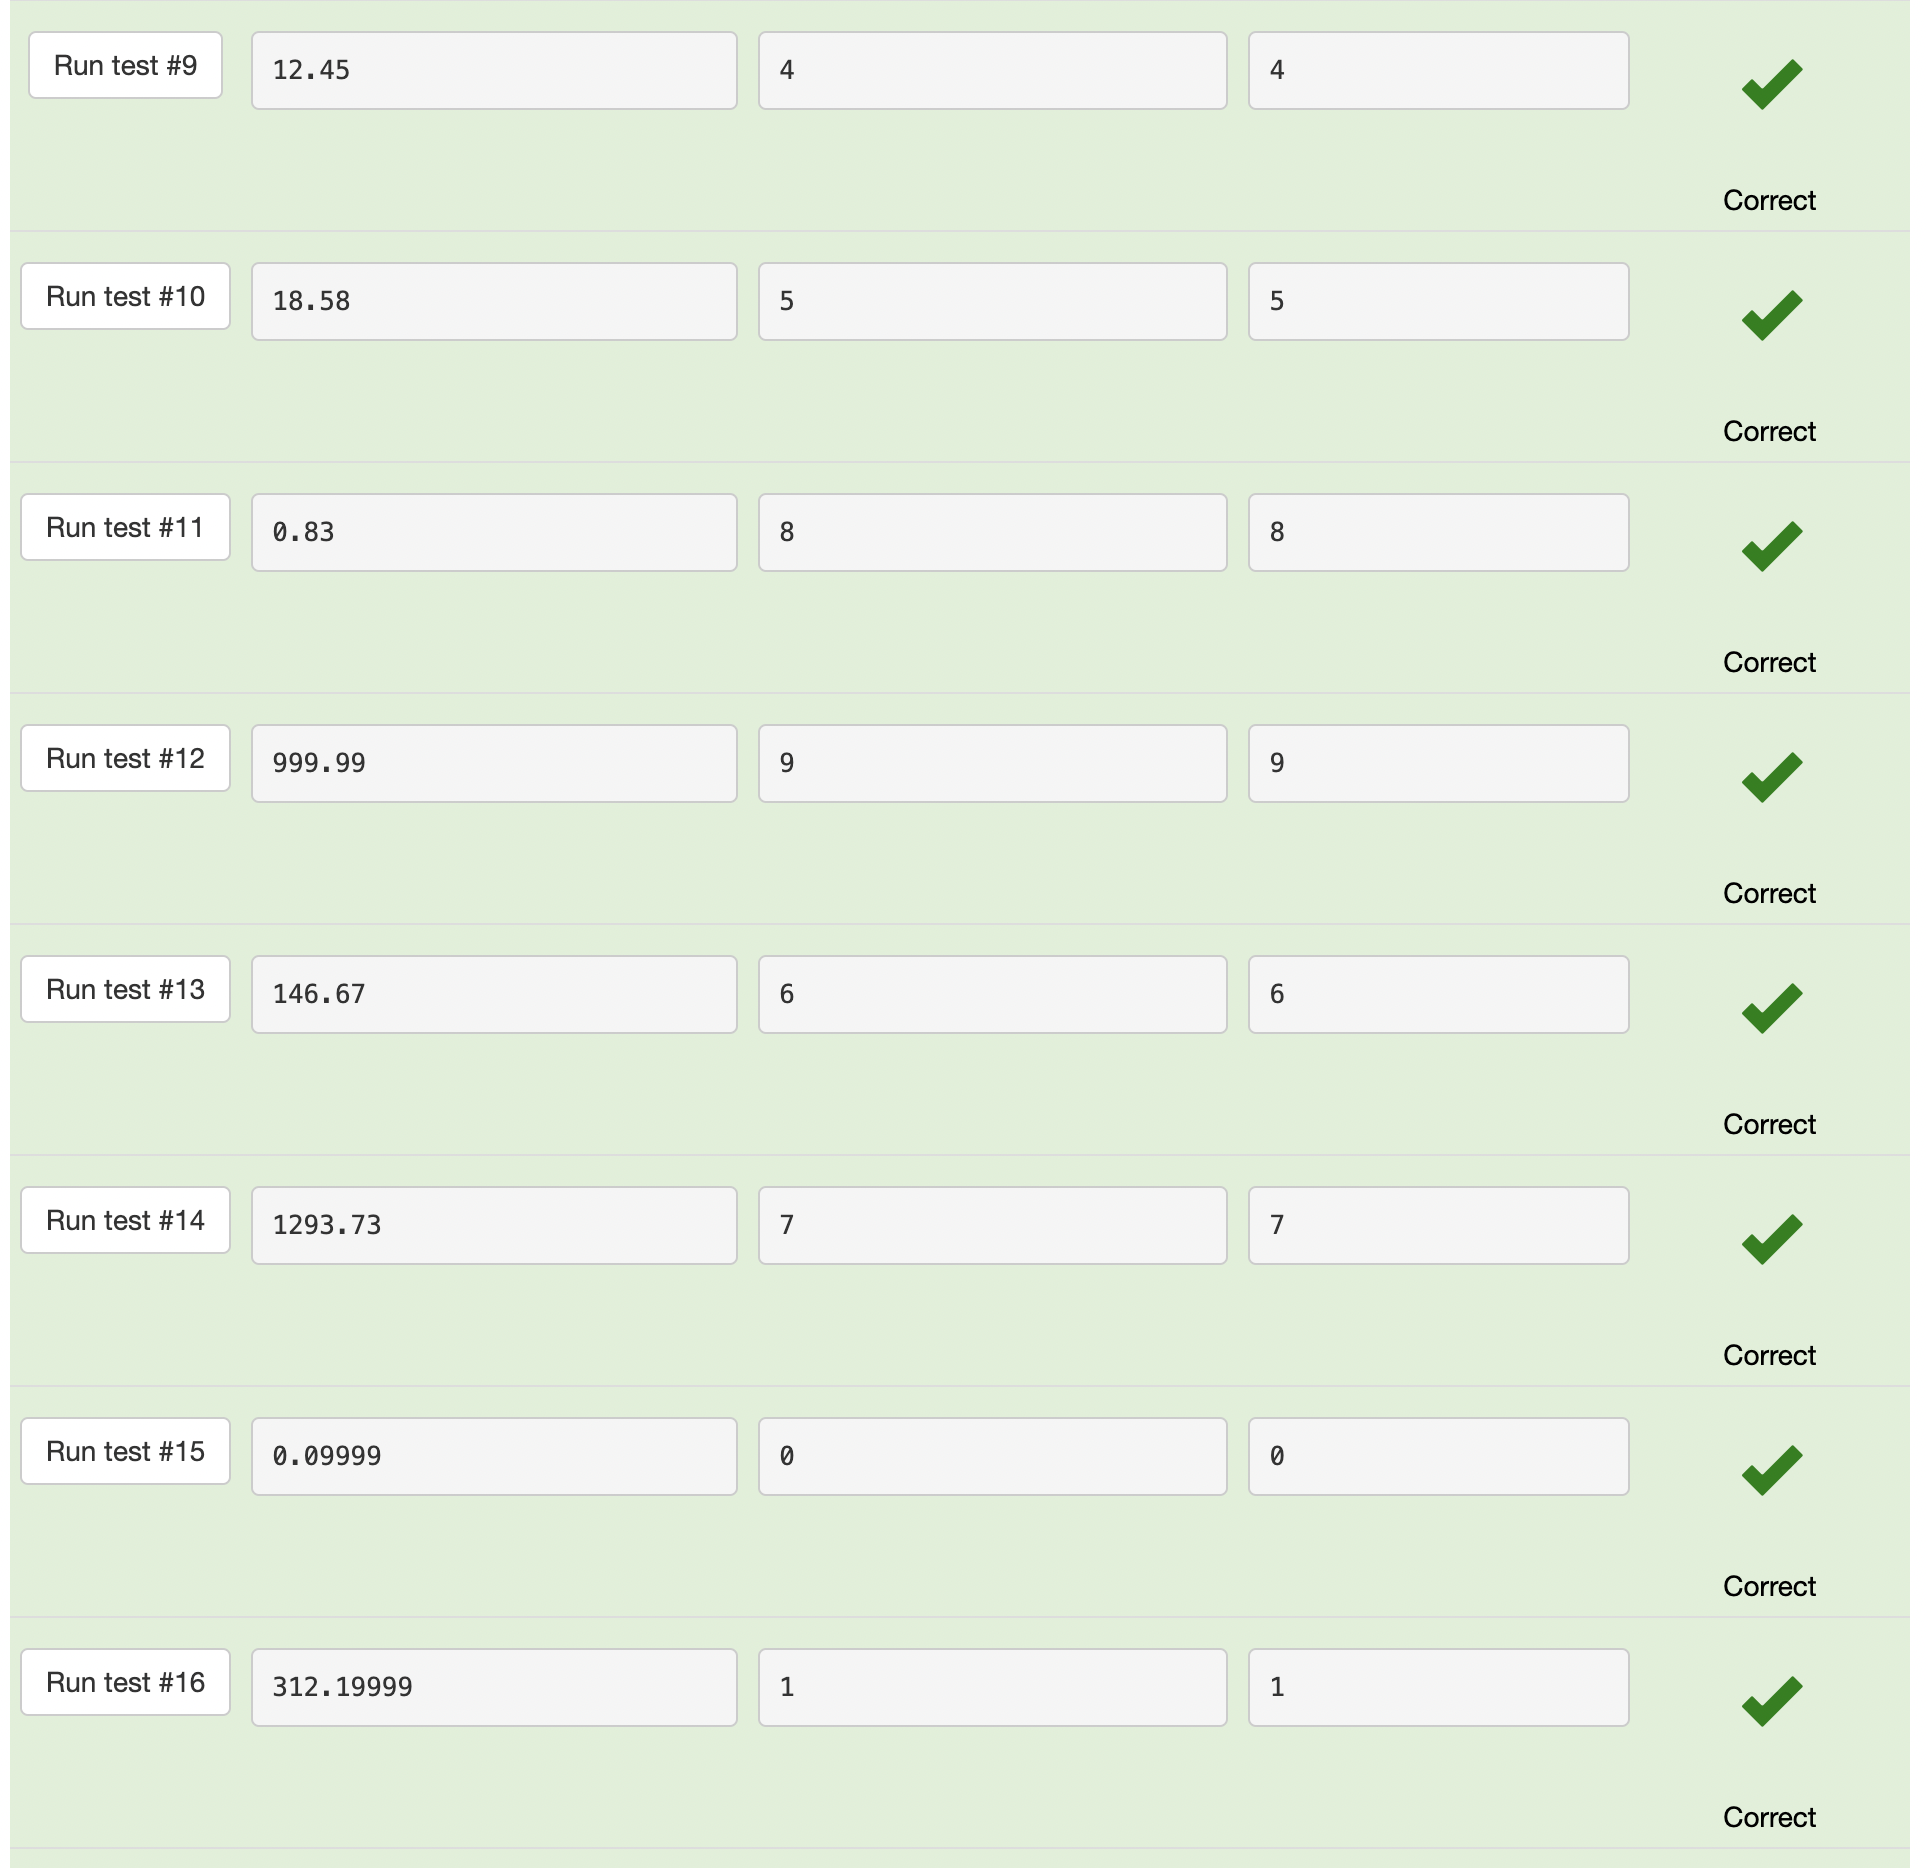 Run test #9 12.45 4 4
Correct
Run test #10 18.58 5 5
Correct
Run test #11 0.83 8 8
Correct
Run test #12 999.99 9 9
Correct
Run test #13 146.67 6 6
Correct
Run test #14 1293.73 7 7
Correct
Run test #15 0.09999 0 0
Correct
Run test #16 312.19999 1 1
Correct